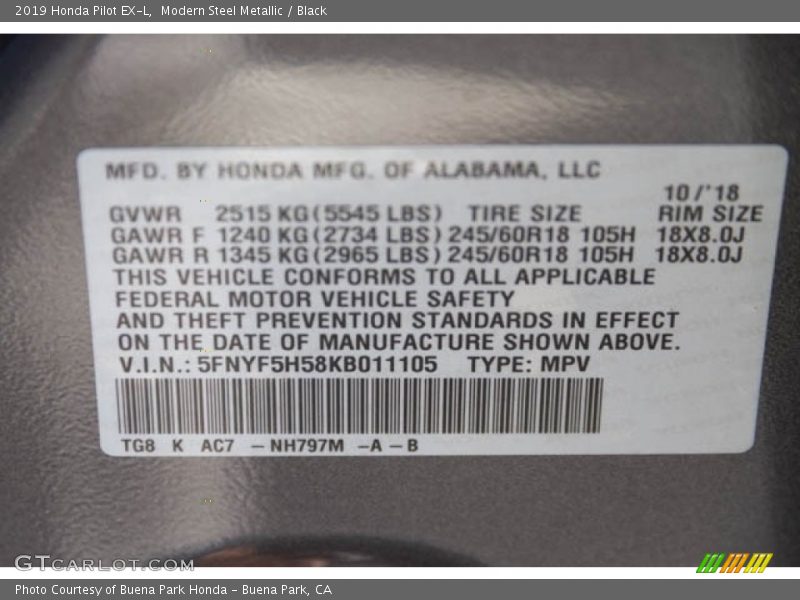 2019 Honda Pilot EX-L,  Modern Steel Metallic / Black
MFD. BY HONDA MFG. OF ALABAMA, LLC
10/'18
GVWR 2515 KG(5545 LBS) TIRE SIZE RIM SIZE
GAWR F 1240 KG(2734 LBS) 245/60R18 105H 18X8.0J
GAWR R 1345 KG(2965 LBS) 245/60R18 105H 18X8.0J
THIS VEHICLE CONFORMS TO ALL APPLICABLE
FEDERAL MOTOR VEHICLE SAFETY
AND THEFT PREVENTION STANDARDS IN EFFECT
ON THE DATE OF MANUFACTURE SHOWN ABOVE.
V.I.N.: 5FNYF5H58KB011105 TYPE: MPV
TG8 K AC7 – NH797M –A –B
GTCARLOT.COM
Photo Courtesy of Buena Park Honda - Buena Park, CA